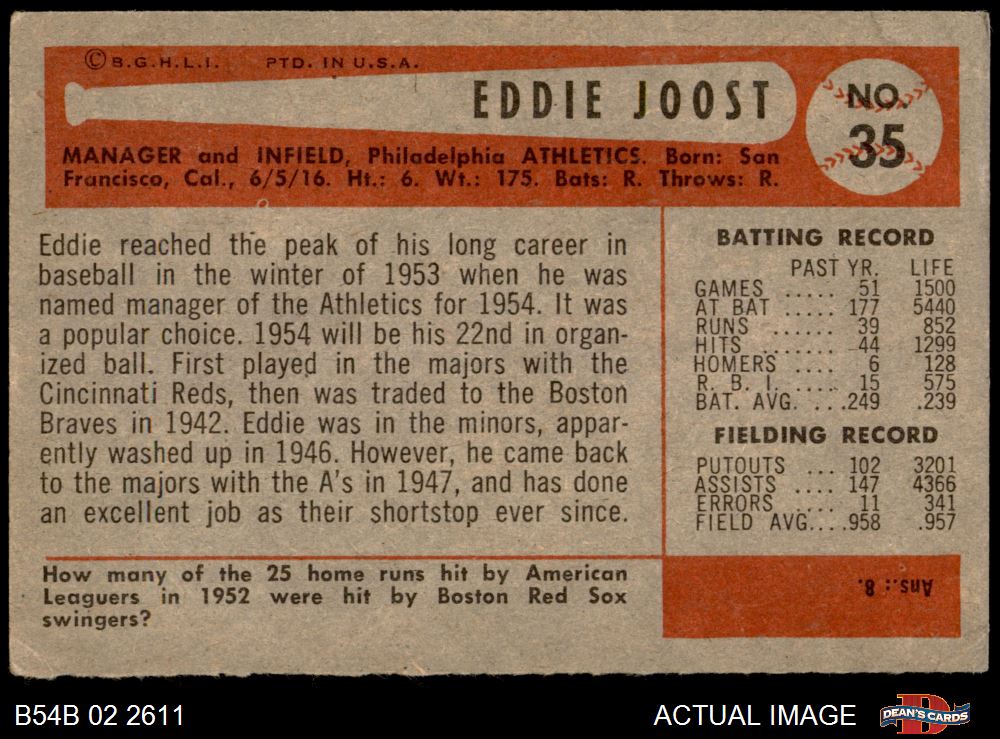 ©B.G.H.L.I. PTD. IN U.S.A.
EDDIE JOOST
NO.
35
MANAGER and INFIELD, Philadelphia ATHLETICS. Born: San
Francisco, Cal., 6/5/16. Ht.: 6. Wt.: 175. Bats: R. Throws: R.
Eddie reached the peak of his long career in
baseball in the winter of 1953 when he was
named manager of the Athletics for 1954. It was
a popular choice. 1954 will be his 22nd in organ-
ized ball. First played in the majors with the
Cincinnati Reds, then was traded to the Boston
Braves in 1942. Eddie was in the minors, appar-
ently washed up in 1946. However, he came back
to the majors with the A's in 1947, and has done
an excellent job as their shortstop ever since.
BATTING RECORD
PAST YR. LIFE
GAMES ..... 51 1500
AT BAT ..... 177 5440
RUNS ...... 39 852
HITS ........ 44 1299
HOMERS .... 6 128
R. B. I. ..... 15 575
BAT. AVG. ...249 .239
FIELDING RECORD
PUTOUTS ... 102 3201
ASSISTS .... 147 4366
ERRORS .... 11 341
FIELD AVG....958 .957
How many of the 25 home runs hit by American
Leaguers in 1952 were hit by Boston Red Sox
swingers?
Ans.: 8.
B54B 02 2611
ACTUAL IMAGE
DEAN'S CARDS